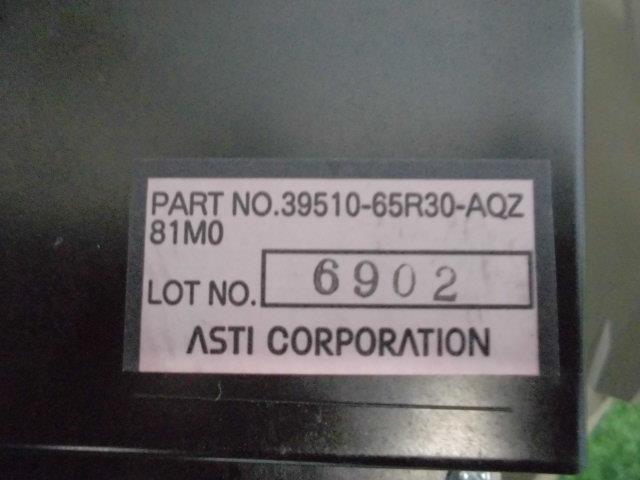 PART NO.39510-65R30-AQZ
81M0
LOT NO. 6902
ASTI CORPORATION